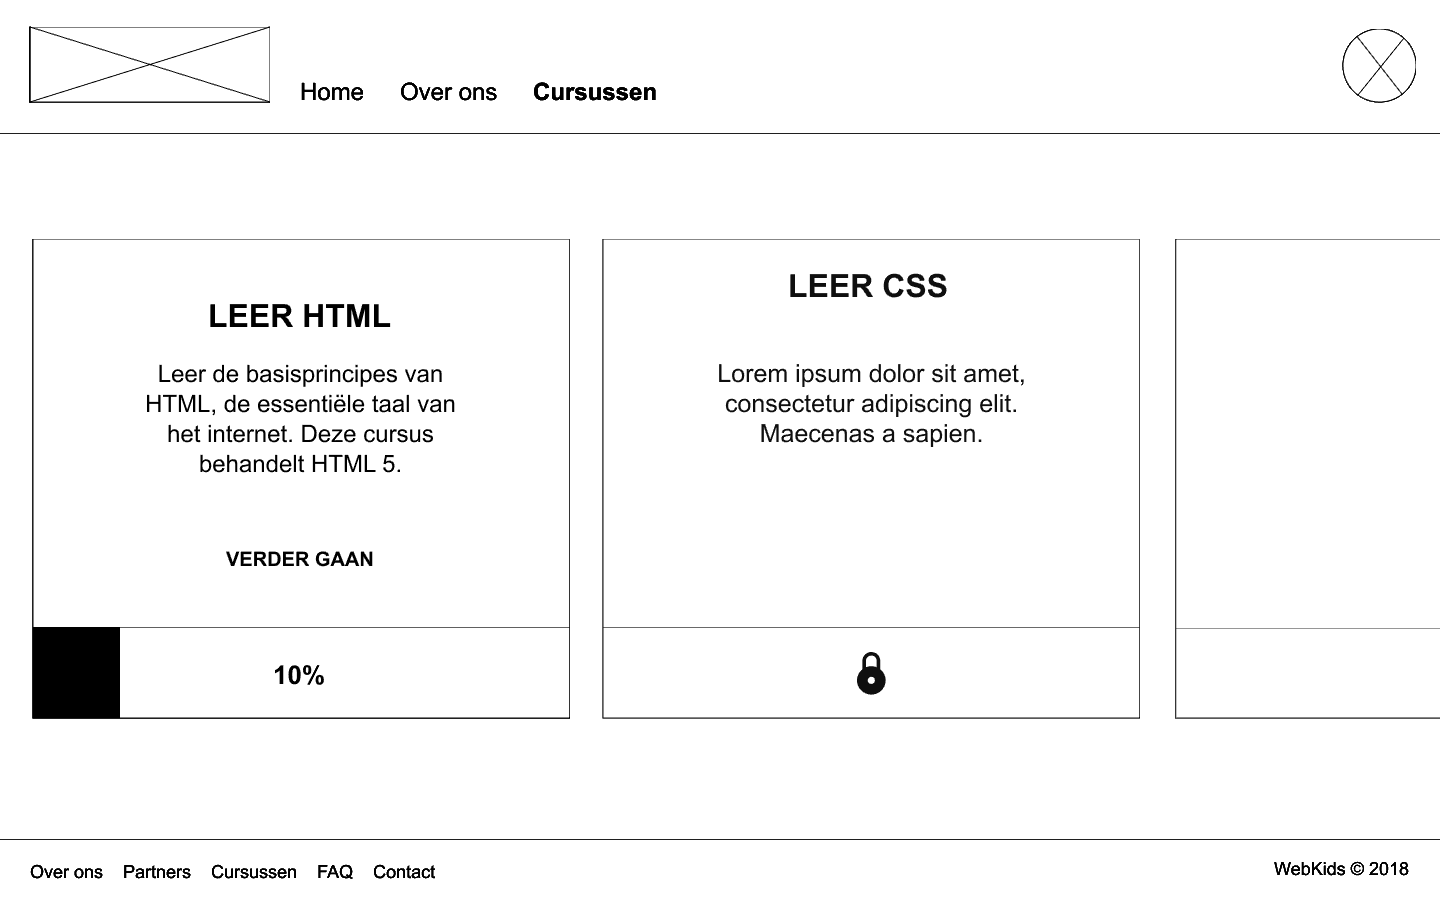 Home Over ons Cursussen
LEER HTML
Leer de basisprincipes van
HTML, de essentiële taal van
het internet. Deze cursus
behandelt HTML 5.
VERDER GAAN
10%
LEER CSS
Lorem ipsum dolor sit amet,
consectetur adipiscing elit.
Maecenas a sapien.
Over ons Partners Cursussen FAQ Contact
WebKids © 2018